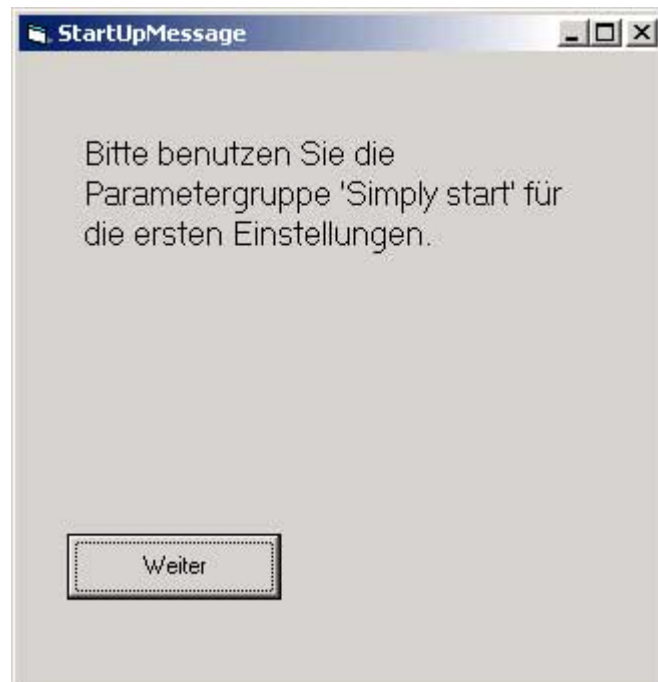 StartUpMessage
Bitte benutzen Sie die
Parametergruppe 'Simply start' für
die ersten Einstellungen.
Weiter